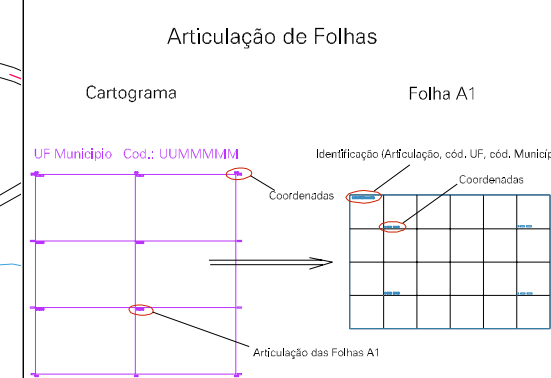 Articulação de Folhas
Cartograma
Folha A1
UF Municipio Cod.: UUMMMMM
Identificação (Articulação, cód. UF, cód. Municíp
Coordenadas
Coordenadas
Articulação das Folhas A1